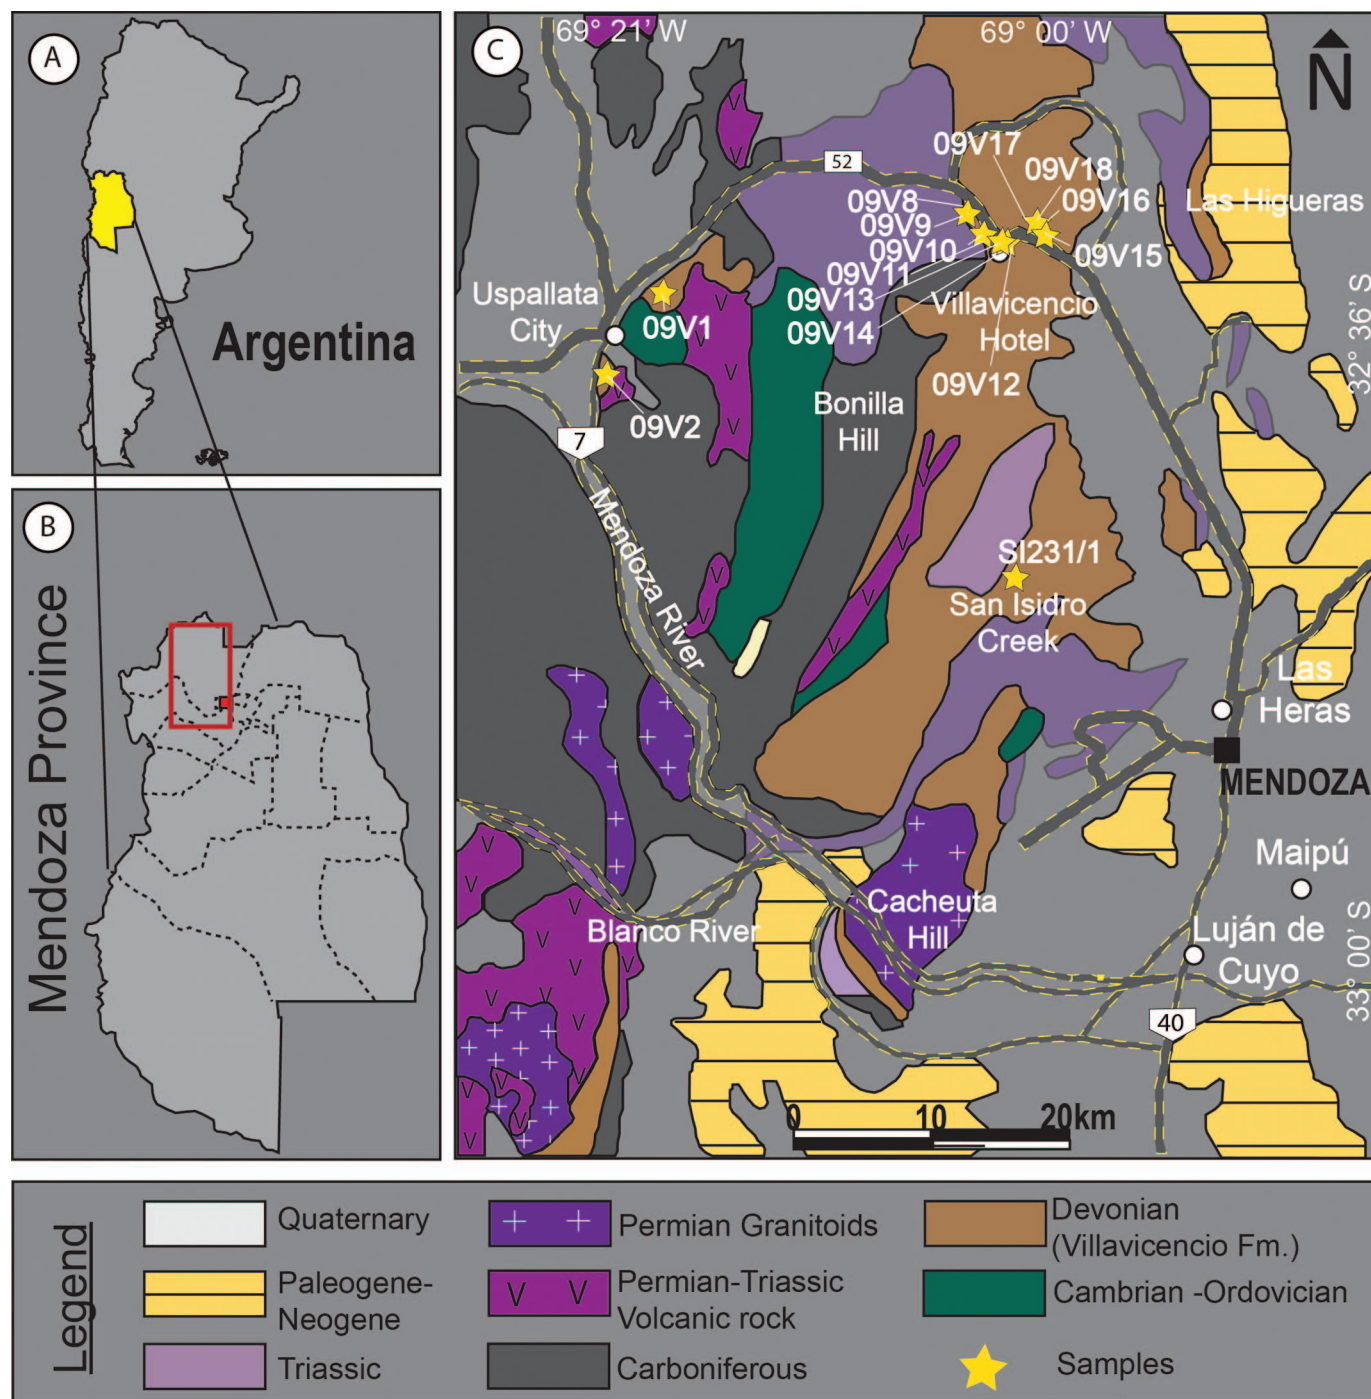 A
Argentina
B
Mendoza Province
C
69° 21' W
69° 00' W
N
52
09V17
09V18
09V8
09V16
Las Higueras
09V9
09V10
09V15
09V11
Uspallata
City
09V1
09V13
Villavicencio
Hotel
09V14
32° 36' S
09V12
Bonilla
Hill
09V2
7
Mendoza River
SI231/1
San Isidro
Creek
Las
Heras
MENDOZA
Maipú
Cacheuta
Hill
Blanco River
Luján de
Cuyo
33° 00' S
40
0 10 20km
Legend
Quaternary
Paleogene-
Neogene
Triassic
Permian Granitoids
Permian-Triassic
Volcanic rock
Carboniferous
Devonian
(Villavicencio Fm.)
Cambrian -Ordovician
Samples